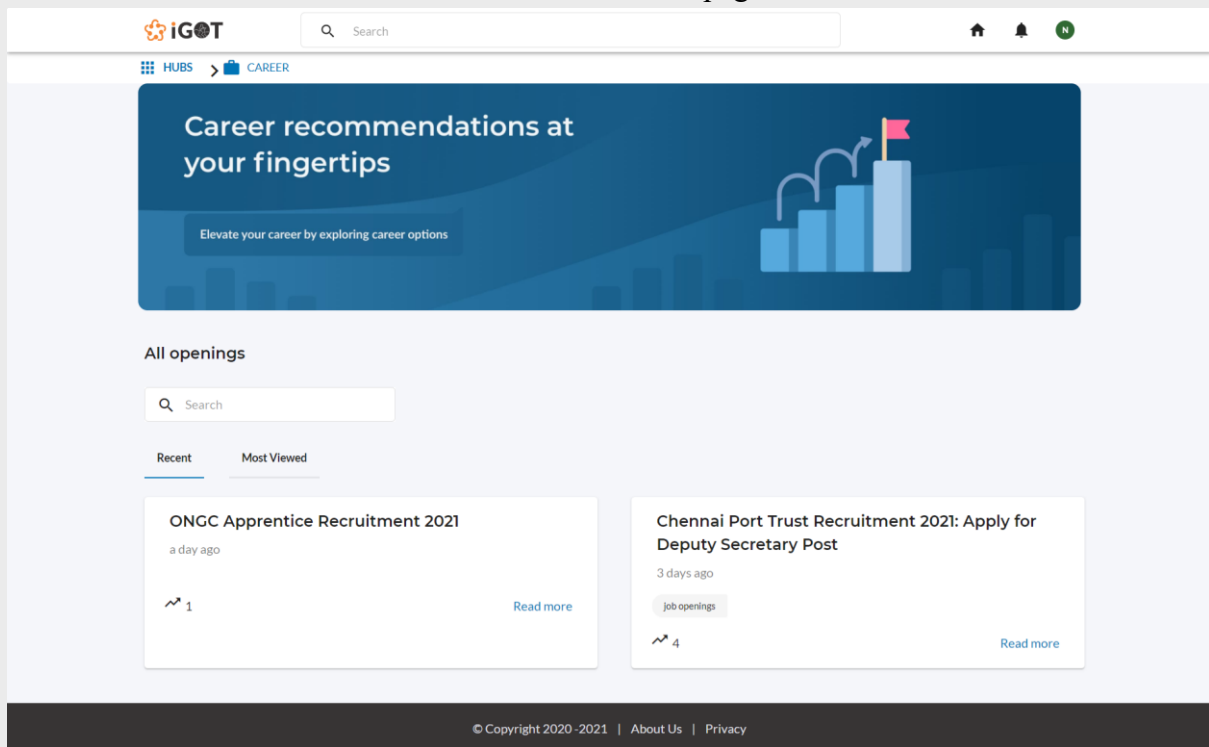 iGOT
Search
N
HUBS
CAREER
Career recommendations at
your fingertips
Elevate your career by exploring career options
All openings
Search
Recent Most Viewed
ONGC Apprentice Recruitment 2021
a day ago
1 Read more
Chennai Port Trust Recruitment 2021: Apply for
Deputy Secretary Post
3 days ago
job openings
4 Read more
© Copyright 2020 -2021 | About Us | Privacy